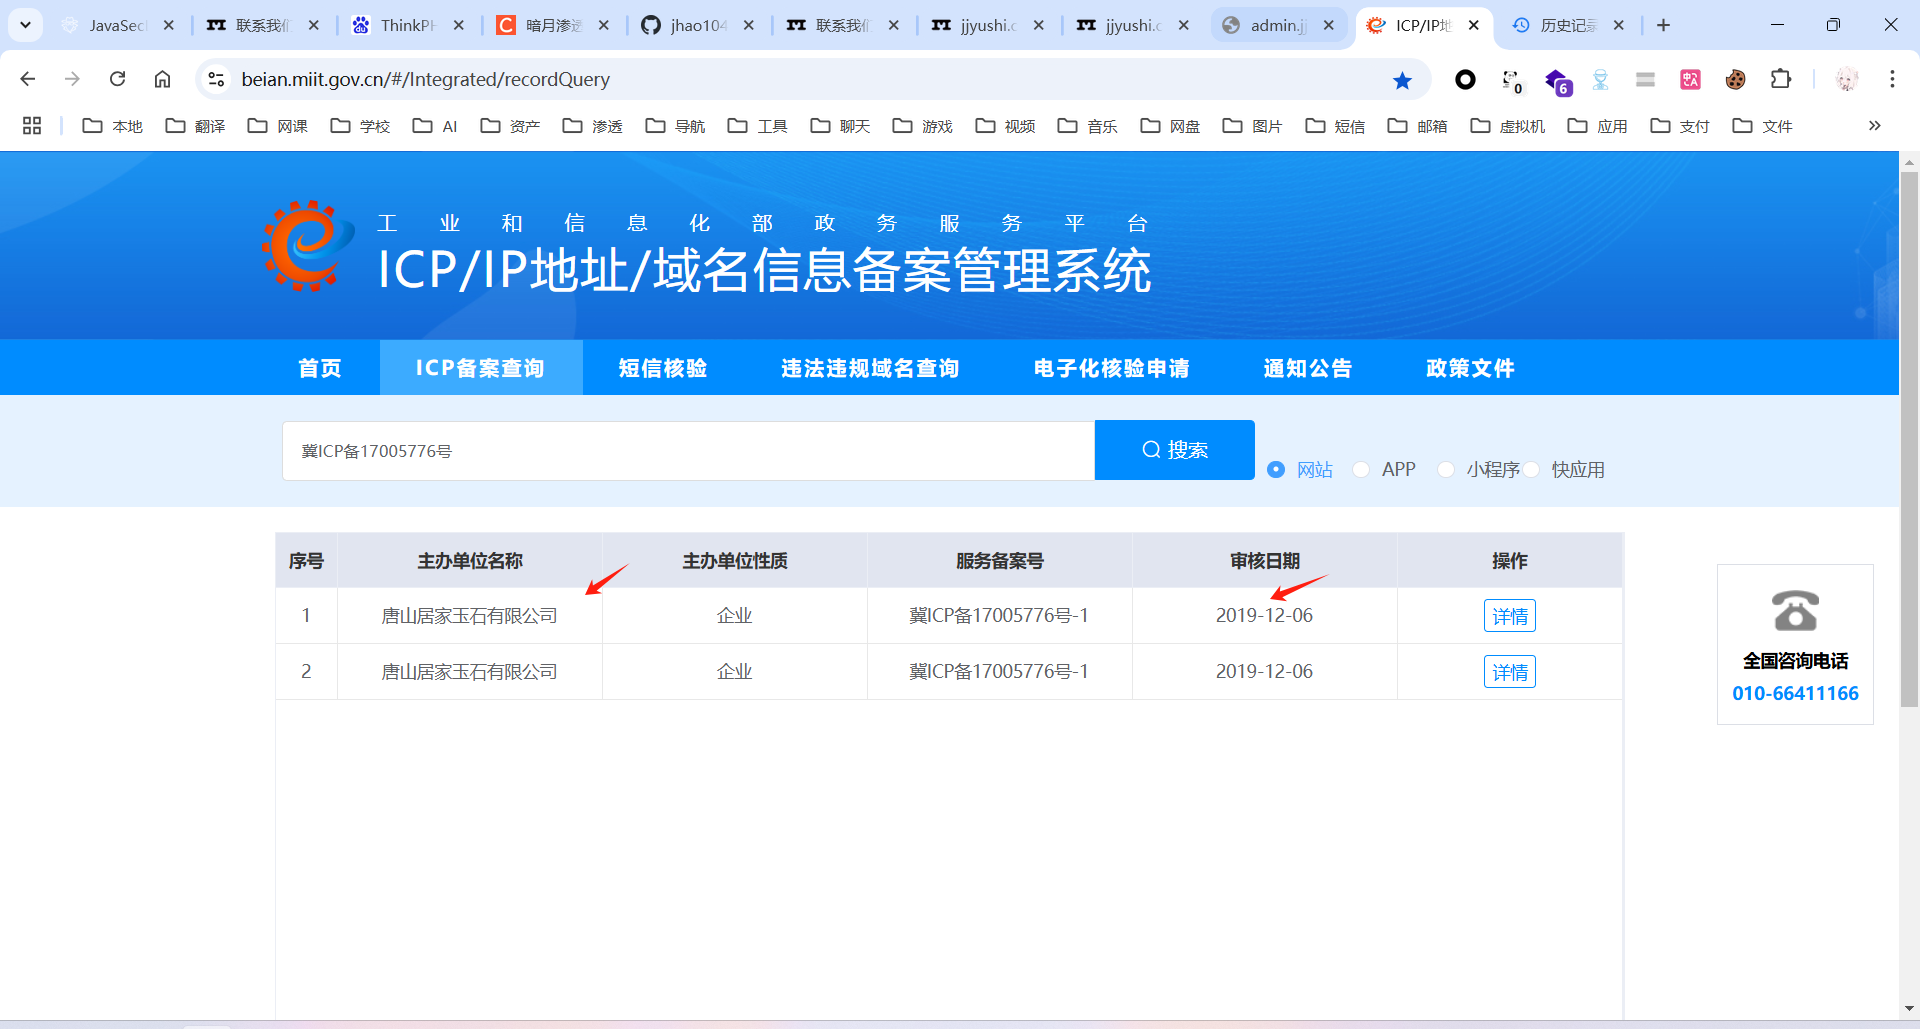 JavaSec
联系我们
ThinkPH
暗月渗透
jhao104
联系我们
jjyushi.c
jjyushi.c
admin.jj
ICP/IP地
历史记录
beian.miit.gov.cn/#/Integrated/recordQuery
0
6
本地
翻译
网课
学校
AI
资产
渗透
导航
工具
聊天
游戏
视频
音乐
网盘
图片
短信
邮箱
虚拟机
应用
支付
文件
工业和信息化部政务服务平台
ICP/IP地址/域名信息备案管理系统
首页
ICP备案查询
短信核验
违法违规域名查询
电子化核验申请
通知公告
政策文件
冀ICP备17005776号
搜索
网站
APP
小程序
快应用
序号 主办单位名称 主办单位性质 服务备案号 审核日期 操作
1 唐山居家玉石有限公司 企业 冀ICP备17005776号-1 2019-12-06 详情
2 唐山居家玉石有限公司 企业 冀ICP备17005776号-1 2019-12-06 详情
全国咨询电话
010-66411166